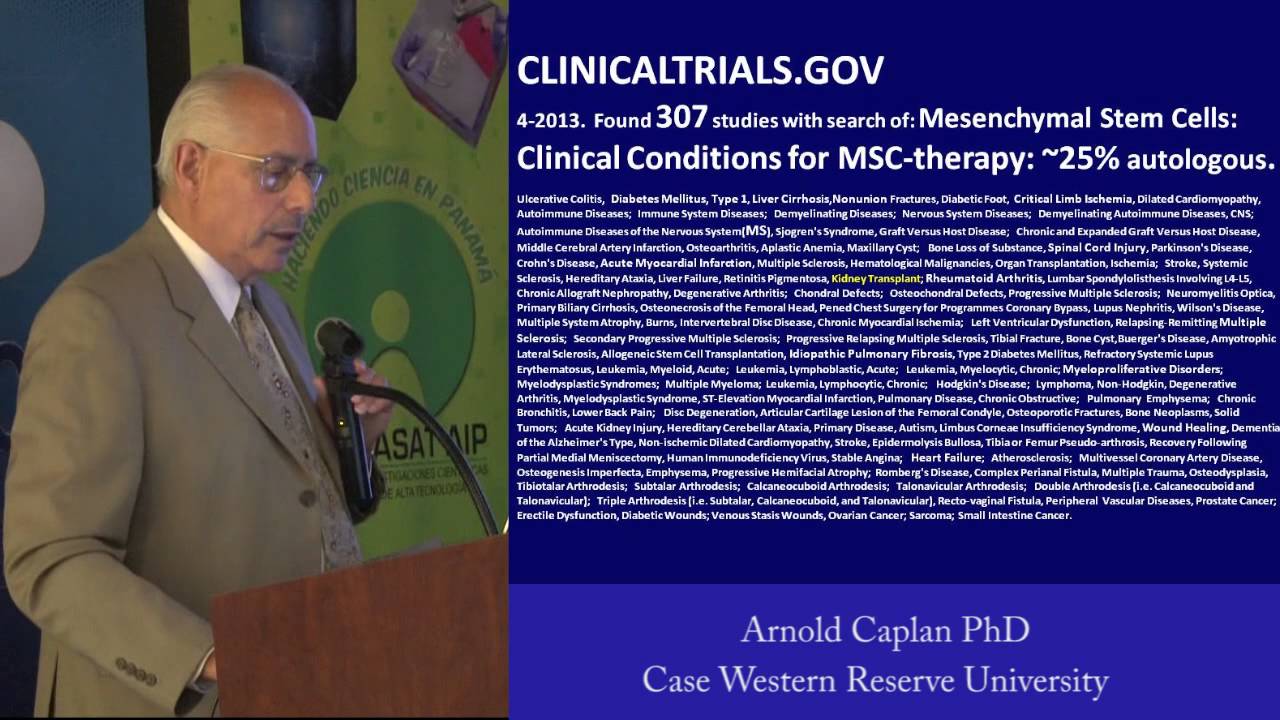 HACIENDO CIENCIA EN PANAMÁ
ASAT AIP
DE ALTA TECNOLOGÍA
CLINICALTRIALS.GOV
4-2013. Found 307 studies with search of: Mesenchymal Stem Cells:
Clinical Conditions for MSC-therapy: ~25% autologous.
Ulcerative Colitis, Diabetes Mellitus, Type 1, Liver Cirrhosis,Nonunion Fractures, Diabetic Foot, Critical Limb Ischemia, Dilated Cardiomyopathy,
Autoimmune Diseases; Immune System Diseases; Demyelinating Diseases; Nervous System Diseases; Demyelinating Autoimmune Diseases, CNS;
Autoimmune Diseases of the Nervous System(MS), Sjogren's Syndrome, Graft Versus Host Disease; Chronic and Expanded Graft Versus Host Disease,
Middle Cerebral Artery Infarction, Osteoarthritis, Aplastic Anemia, Maxillary Cyst; Bone Loss of Substance, Spinal Cord Injury, Parkinson's Disease,
Crohn's Disease, Acute Myocardial Infarction, Multiple Sclerosis, Hematological Malignancies, Organ Transplantation, Ischemia; Stroke, Systemic
Sclerosis, Hereditary Ataxia, Liver Failure, Retinitis Pigmentosa, Kidney Transplant; Rheumatoid Arthritis, Lumbar Spondylolisthesis Involving L4-L5,
Chronic Allograft Nephropathy, Degenerative Arthritis; Chondral Defects; Osteochondral Defects, Progressive Multiple Sclerosis; Neuromyelitis Optica,
Primary Biliary Cirrhosis, Osteonecrosis of the Femoral Head, Pened Chest Surgery for Programmes Coronary Bypass, Lupus Nephritis, Wilson's Disease,
Multiple System Atrophy, Burns, Intervertebral Disc Disease, Chronic Myocardial Ischemia; Left Ventricular Dysfunction, Relapsing-Remitting Multiple
Sclerosis; Secondary Progressive Multiple Sclerosis; Progressive Relapsing Multiple Sclerosis, Tibial Fracture, Bone Cyst,Buerger's Disease, Amyotrophic
Lateral Sclerosis, Allogeneic Stem Cell Transplantation, Idiopathic Pulmonary Fibrosis, Type 2 Diabetes Mellitus, Refractory Systemic Lupus
Erythematosus, Leukemia, Myeloid, Acute; Leukemia, Lymphoblastic, Acute; Leukemia, Myelocytic, Chronic; Myeloproliferative Disorders;
Myelodysplastic Syndromes; Multiple Myeloma; Leukemia, Lymphocytic, Chronic; Hodgkin's Disease; Lymphoma, Non-Hodgkin, Degenerative
Arthritis, Myelodysplastic Syndrome, ST-Elevation Myocardial Infarction, Pulmonary Disease, Chronic Obstructive; Pulmonary Emphysema; Chronic
Bronchitis, Lower Back Pain; Disc Degeneration, Articular Cartilage Lesion of the Femoral Condyle, Osteoporotic Fractures, Bone Neoplasms, Solid
Tumors; Acute Kidney Injury, Hereditary Cerebellar Ataxia, Primary Disease, Autism, Limbus Corneae Insufficiency Syndrome, Wound Healing, Dementia
of the Alzheimer's Type, Non-ischemic Dilated Cardiomyopathy, Stroke, Epidermolysis Bullosa, Tibia or Femur Pseudo-arthrosis, Recovery Following
Partial Medial Meniscectomy, Human Immunodeficiency Virus, Stable Angina; Heart Failure; Atherosclerosis; Multivessel Coronary Artery Disease,
Osteogenesis Imperfecta, Emphysema, Progressive Hemifacial Atrophy; Romberg's Disease, Complex Perianal Fistula, Multiple Trauma, Osteodysplasia,
Tibiotalar Arthrodesis; Subtalar Arthrodesis; Calcaneocuboid Arthrodesis; Talonavicular Arthrodesis; Double Arthrodesis (i.e. Calcaneocuboid and
Talonavicular); Triple Arthrodesis (i.e. Subtalar, Calcaneocuboid, and Talonavicular), Recto-vaginal Fistula, Peripheral Vascular Diseases, Prostate Cancer;
Erectile Dysfunction, Diabetic Wounds; Venous Stasis Wounds, Ovarian Cancer; Sarcoma; Small Intestine Cancer.
Arnold Caplan PhD
Case Western Reserve University